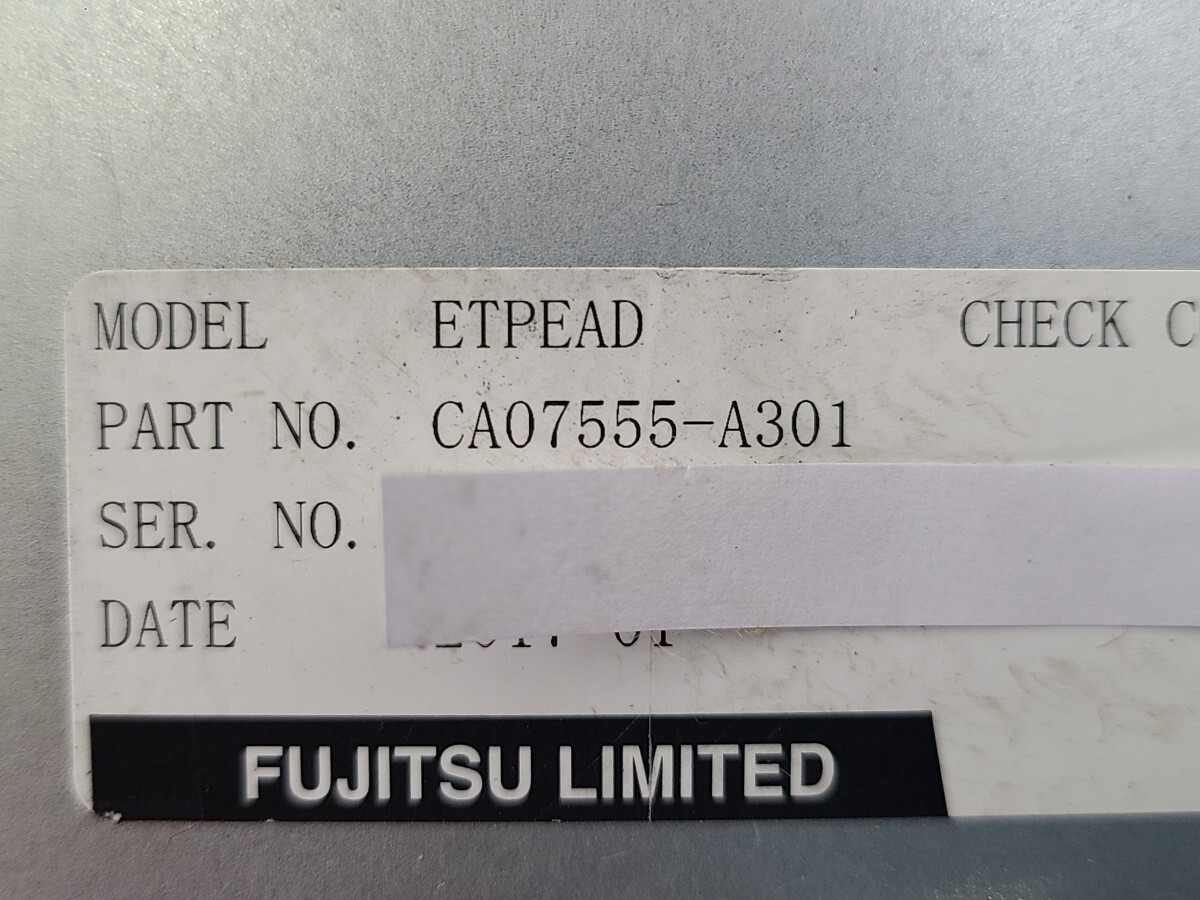 MODEL ETPEAD CHECK C
PART NO. CA07555-A301
SER. NO.
DATE
FUJITSU LIMITED